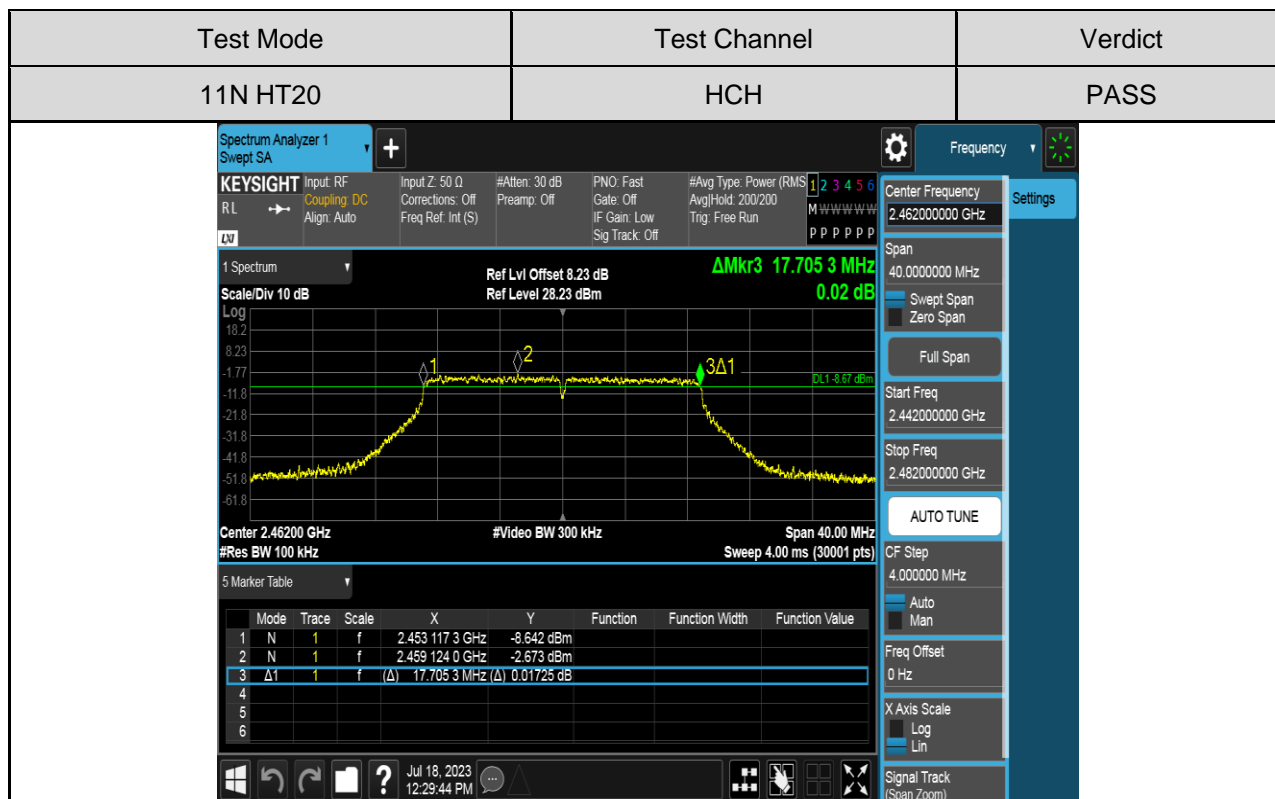 Test Mode Test Channel Verdict
11N HT20 HCH PASS
Spectrum Analyzer 1
Swept SA
Frequency
KEYSIGHT Input: RF Input Z: 50 Ω #Atten: 30 dB PNO: Fast #Avg Type: Power (RMS 1 2 3 4 5 6
R L Coupling: DC Corrections: Off Preamp: Off Gate: Off Avg|Hold: 200/200 M W W W W W
Align: Auto Freq Ref: Int (S) IF Gain: Low Trig: Free Run
LXI Sig Track: Off P P P P P P
1 Spectrum
Ref Lvl Offset 8.23 dB ΔMkr3 17.705 3 MHz
Scale/Div 10 dB Ref Level 28.23 dBm 0.02 dB
Log
18.2
8.23
-1.77
-11.8
-21.8
-31.8
-41.8
-51.8
-61.8
1
2
3Δ1
DL1 -8.67 dBm
Center 2.46200 GHz #Video BW 300 kHz Span 40.00 MHz
#Res BW 100 kHz Sweep 4.00 ms (30001 pts)
5 Marker Table
Mode Trace Scale X Y Function Function Width Function Value
1 N 1 f 2.453 117 3 GHz -8.642 dBm
2 N 1 f 2.459 124 0 GHz -2.673 dBm
3 Δ1 1 f (Δ) 17.705 3 MHz (Δ) 0.01725 dB
4
5
6
Jul 18, 2023
12:29:44 PM
?
Center Frequency
2.462000000 GHz
Settings
Span
40.0000000 MHz
Swept Span
Zero Span
Full Span
Start Freq
2.442000000 GHz
Stop Freq
2.482000000 GHz
AUTO TUNE
CF Step
4.000000 MHz
Auto
Man
Freq Offset
0 Hz
X Axis Scale
Log
Lin
Signal Track
(Span Zoom)